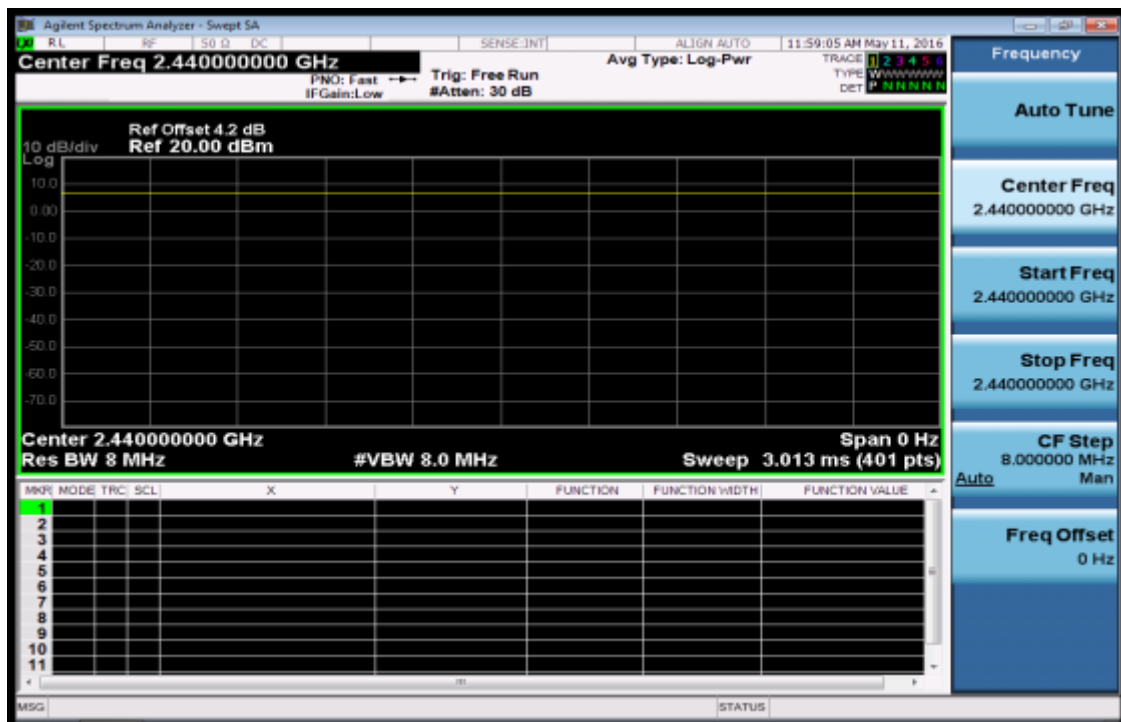 Agilent Spectrum Analyzer - Swept SA
RL RF 50 Ω DC SENSE:INT ALIGN AUTO 11:59:05 AM May 11, 2016
Center Freq 2.440000000 GHz
PNO: Fast
IFGain:Low
Trig: Free Run
#Atten: 30 dB
Avg Type: Log-Pwr
TRACE 1 2 3 4 5 6
TYPE W
DET P N N N N N
Ref Offset 4.2 dB
10 dB/div Ref 20.00 dBm
Log
10.0
0.00
-10.0
-20.0
-30.0
-40.0
-50.0
-60.0
-70.0
Center 2.440000000 GHz Span 0 Hz
Res BW 8 MHz #VBW 8.0 MHz Sweep 3.013 ms (401 pts)
MKR MODE TRC SCL X Y FUNCTION FUNCTION WIDTH FUNCTION VALUE
1
2
3
4
5
6
7
8
9
10
11
MSG STATUS
Frequency
Auto Tune
Center Freq
2.440000000 GHz
Start Freq
2.440000000 GHz
Stop Freq
2.440000000 GHz
CF Step
8.000000 MHz
Auto Man
Freq Offset
0 Hz